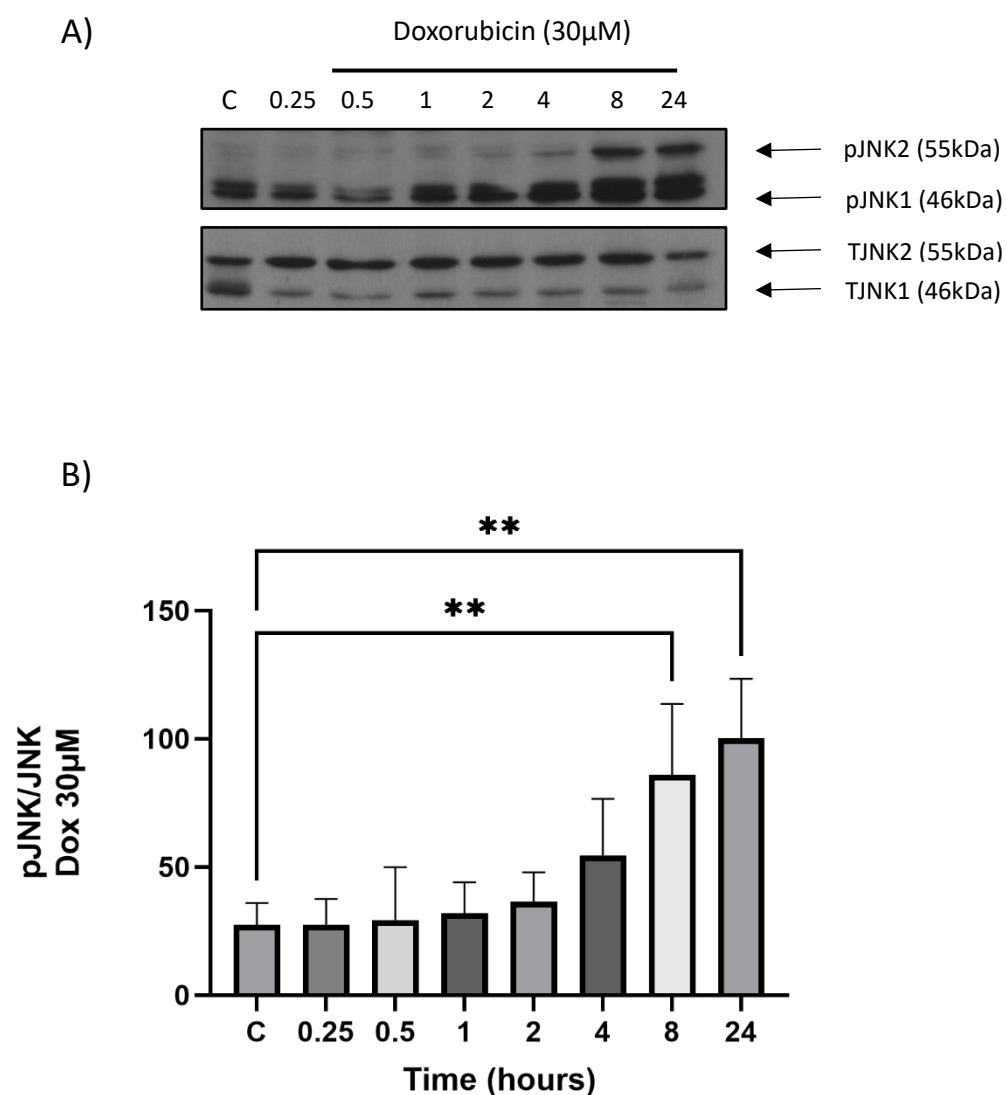 A)
Doxorubicin (30µM)
C 0.25 0.5 1 2 4 8 24
pJNK2 (55kDa)
pJNK1 (46kDa)
TJNK2 (55kDa)
TJNK1 (46kDa)
B)
**
**
150
100
50
0
pJNK/JNK
Dox 30µM
C 0.25 0.5 1 2 4 8 24
Time (hours)